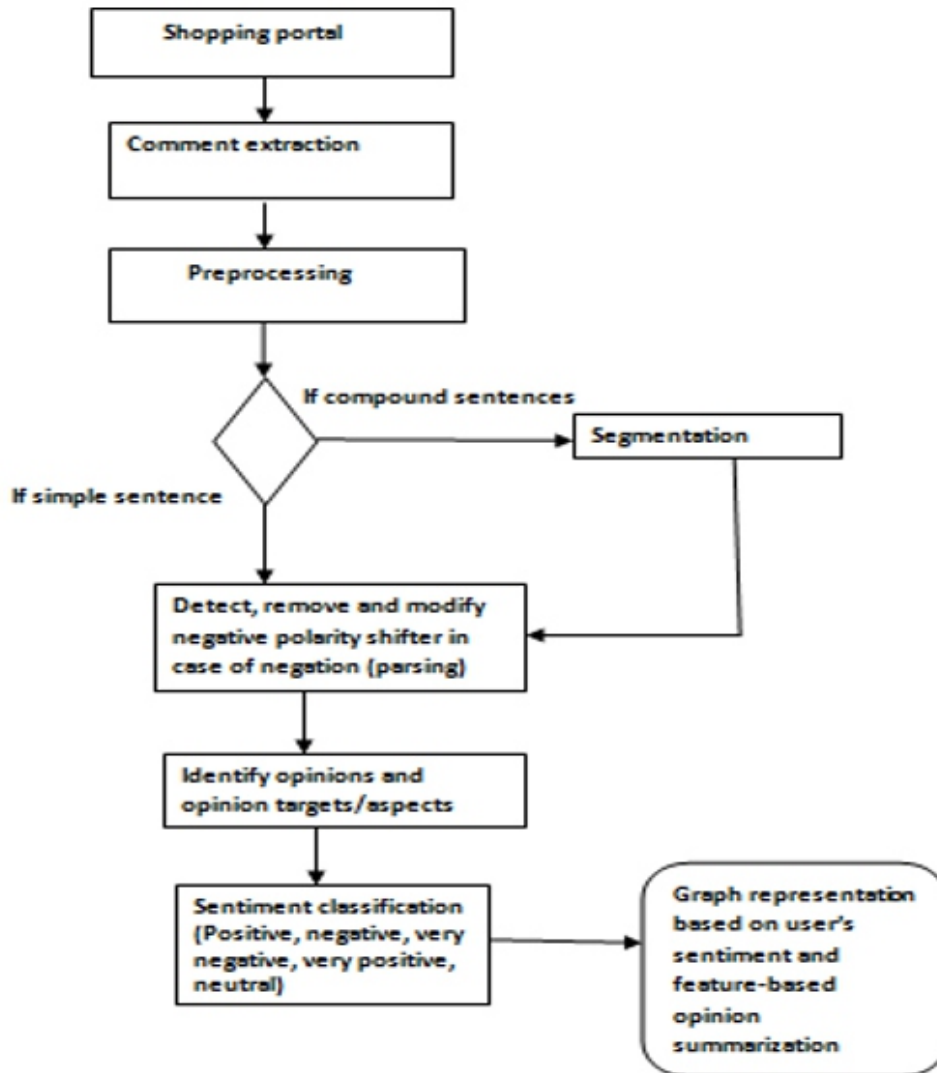 Shopping portal
Comment extraction
Preprocessing
If compound sentences
Segmentation
If simple sentence
Detect, remove and modify
negative polarity shifter in
case of negation (parsing)
Identify opinions and
opinion targets/aspects
Sentiment classification
(Positive, negative, very
negative, very positive,
neutral)
Graph representation
based on user's
sentiment and
feature-based
opinion
summarization